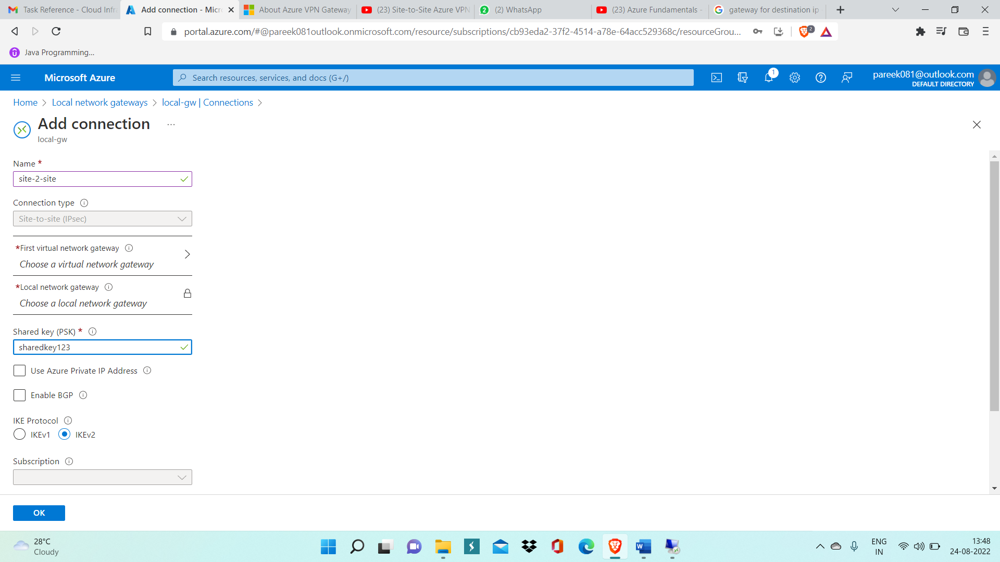 Task Reference - Cloud Infra
Add connection - Micro
About Azure VPN Gateway
(23) Site-to-Site Azure VPN
2
(2) WhatsApp
(23) Azure Fundamentals -
gateway for destination ip
portal.azure.com/#@pareek081outlook.onmicrosoft.com/resource/subscriptions/cb93eda2-37f2-4514-a78e-64acc529368c/resourceGrou...
2
Java Programming...
Microsoft Azure
Search resources, services, and docs (G+/)
1
pareek081@outlook.com
DEFAULT DIRECTORY
Home > Local network gateways > local-gw | Connections >
Add connection ...
local-gw
Name *
site-2-site
Connection type
Site-to-site (IPsec)
*First virtual network gateway
Choose a virtual network gateway
*Local network gateway
Choose a local network gateway
Shared key (PSK) *
sharedkey123
Use Azure Private IP Address
Enable BGP
IKE Protocol
IKEv1 IKEv2
Subscription
OK
28°C
Cloudy
ENG
IN
13:48
24-08-2022